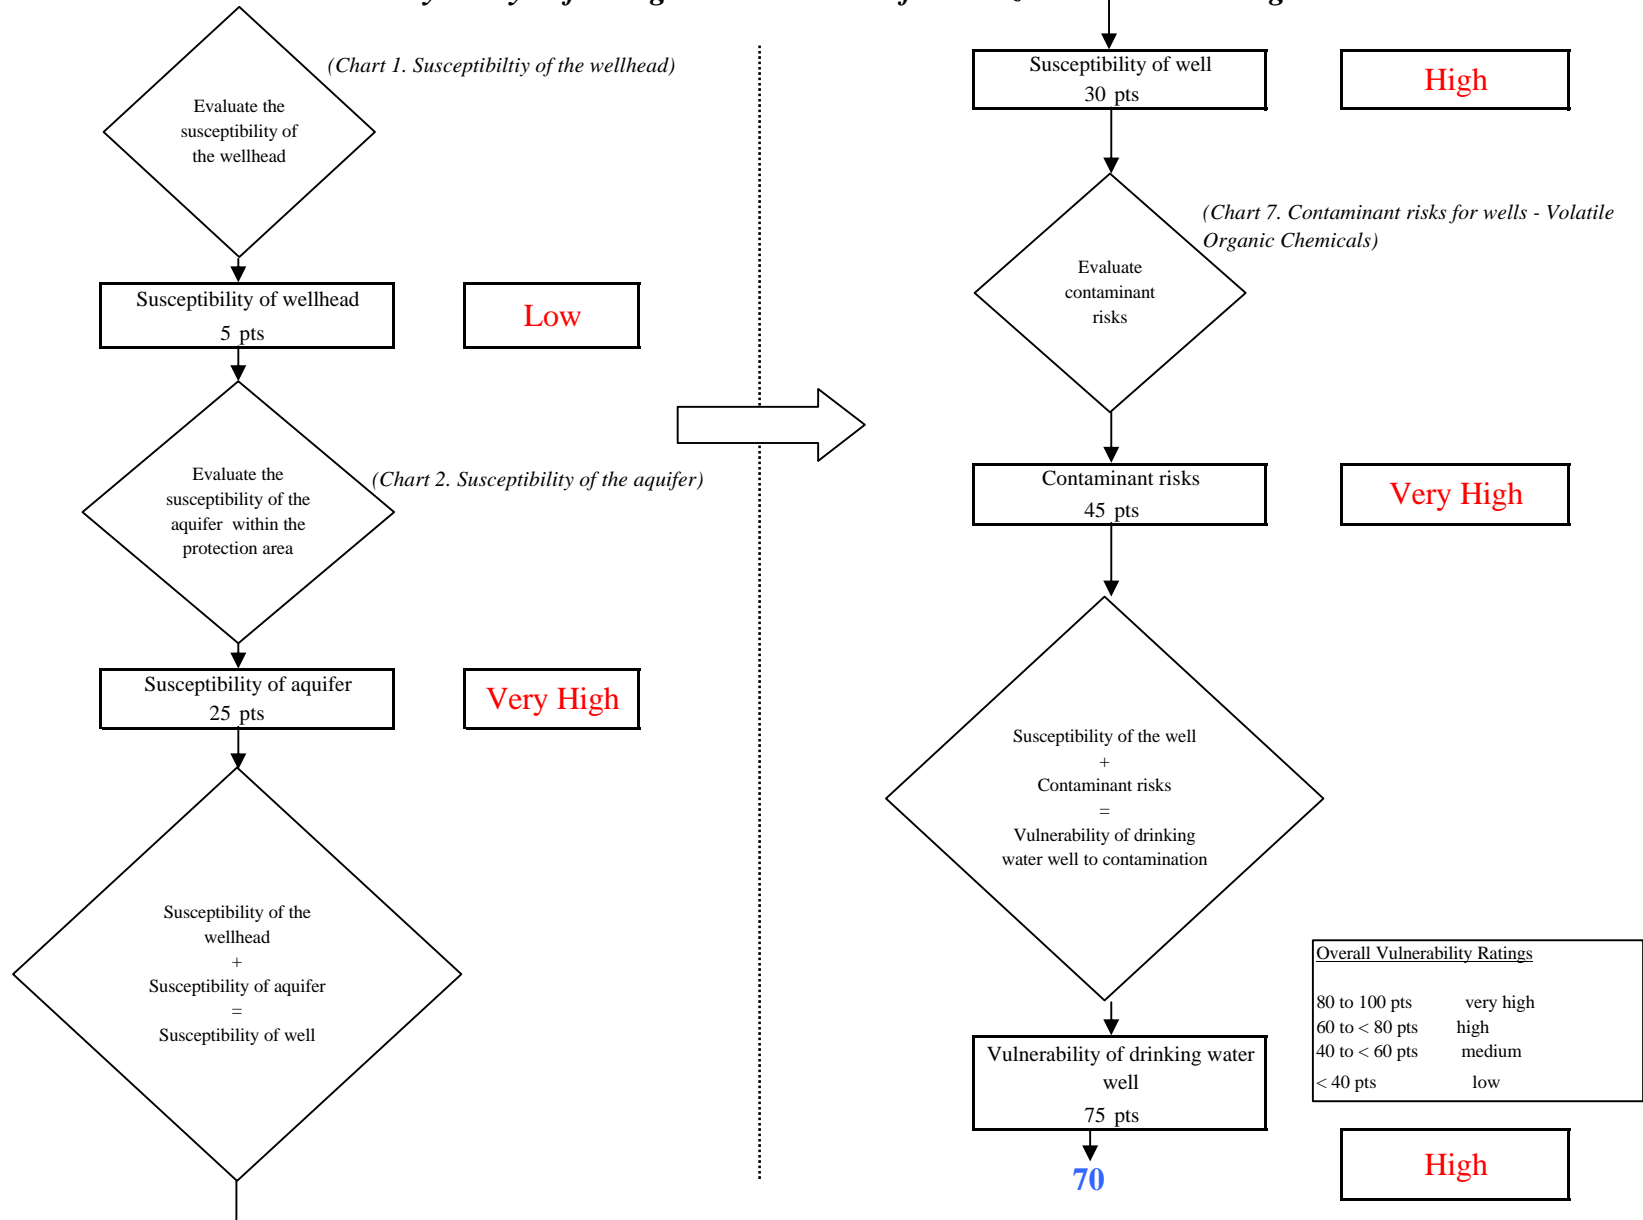 (Chart 1. Susceptibiltiy of the wellhead)
Evaluate the
susceptibility of
the wellhead
Susceptibility of wellhead
5 pts
Low
Evaluate the
susceptibility of the
aquifer within the
protection area
(Chart 2. Susceptibility of the aquifer)
Susceptibility of aquifer
25 pts
Very High
Susceptibility of the
wellhead
+
Susceptibility of aquifer
=
Susceptibility of well
Susceptibility of well
30 pts
High
(Chart 7. Contaminant risks for wells - Volatile
Organic Chemicals)
Evaluate
contaminant
risks
Contaminant risks
45 pts
Very High
Susceptibility of the well
+
Contaminant risks
=
Vulnerability of drinking
water well to contamination
Overall Vulnerability Ratings
80 to 100 pts very high
60 to < 80 pts high
40 to < 60 pts medium
< 40 pts low
Vulnerability of drinking water
well
75 pts
70
High